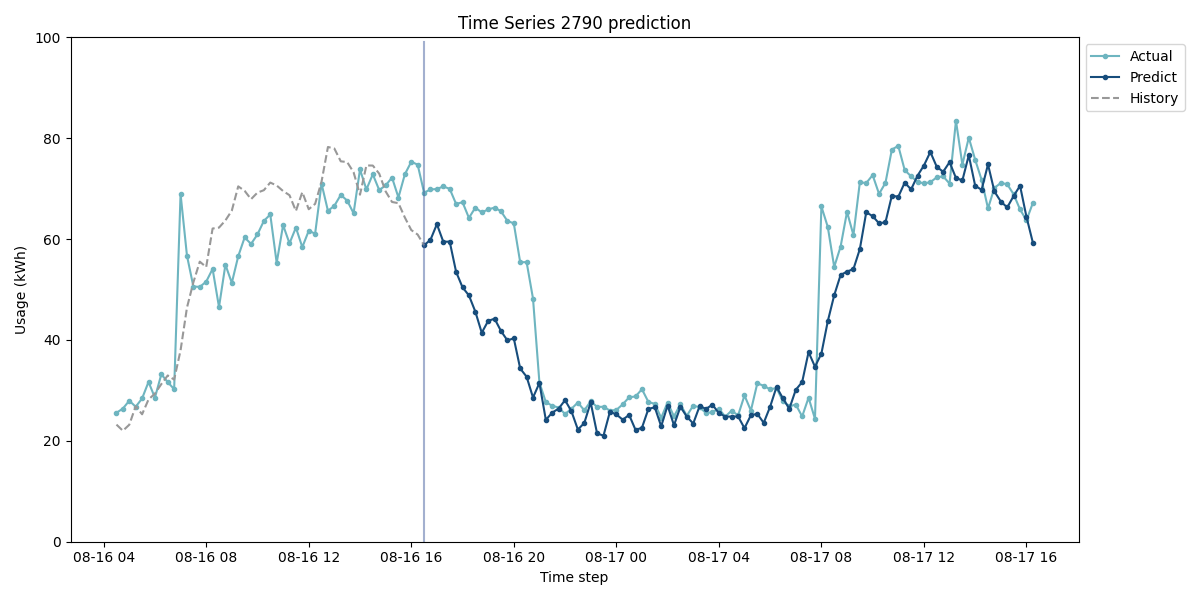 Time Series 2790 prediction
Usage (kWh)
100
80
60
40
20
0
08-16 04
08-16 08
08-16 12
08-16 16
08-16 20
08-17 00
08-17 04
08-17 08
08-17 12
08-17 16
Time step
Actual
Predict
History